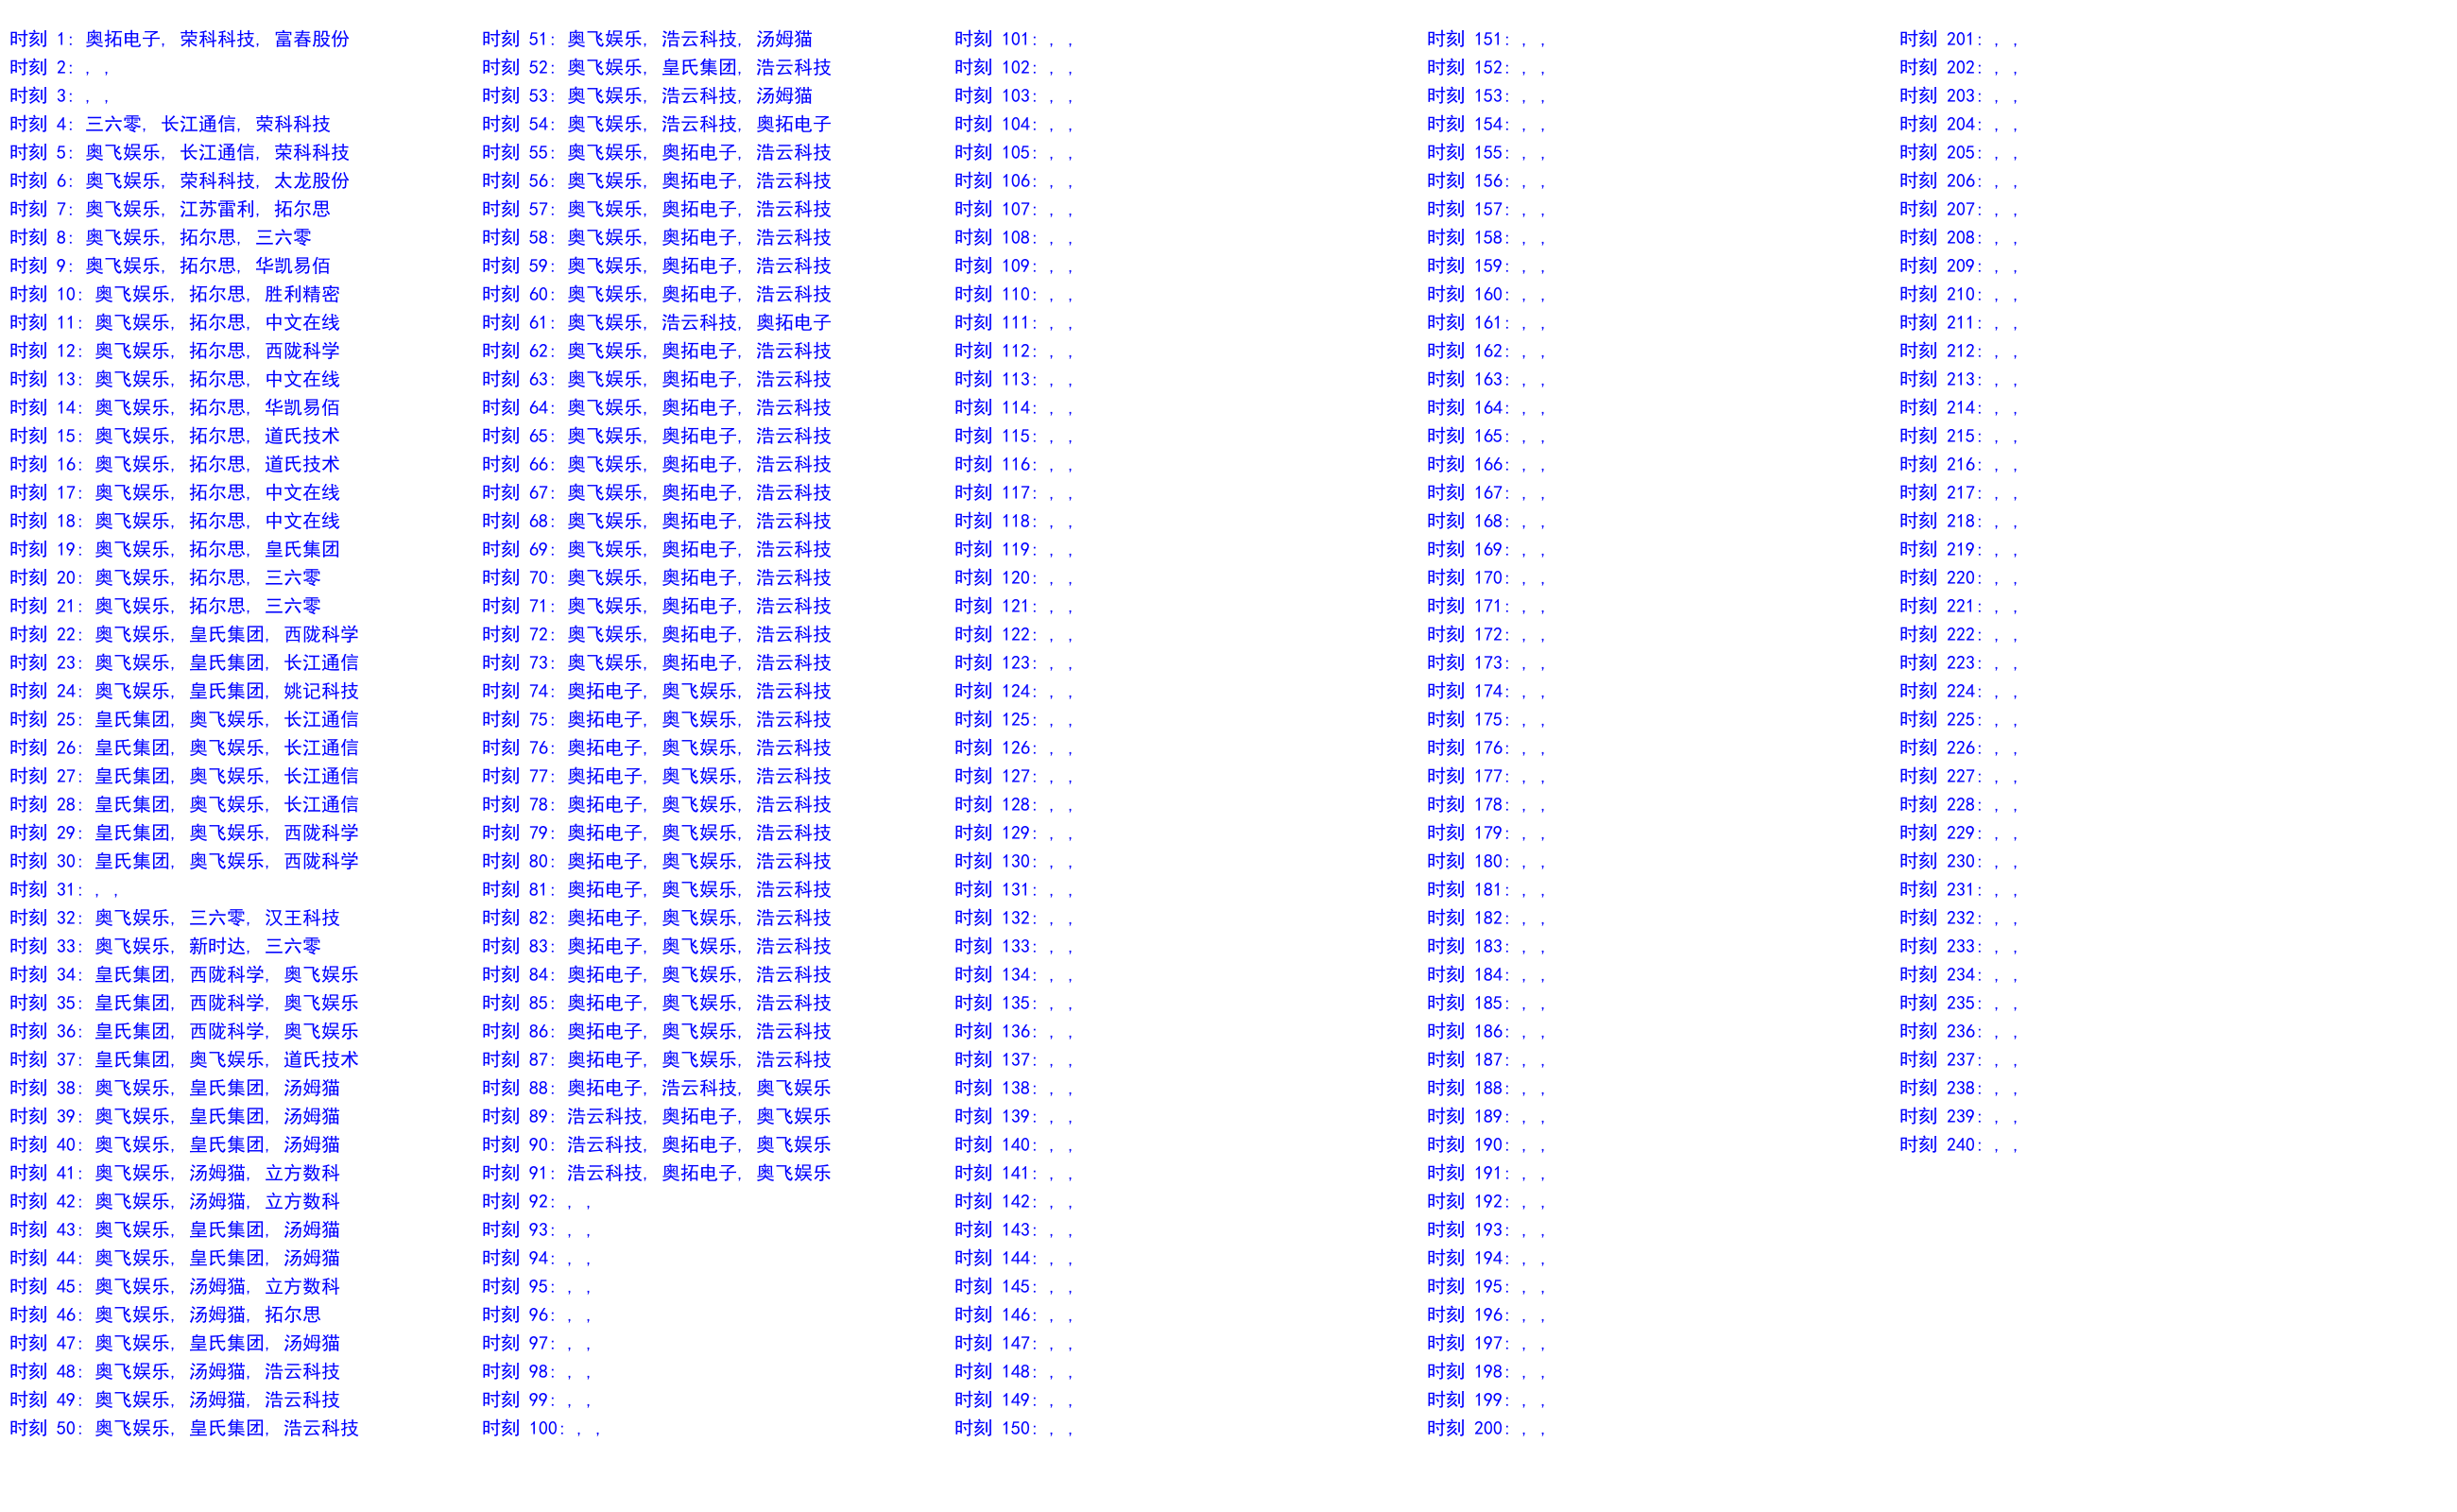 时刻 1: 奥拓电子, 荣科科技, 富春股份
时刻 2: , ,
时刻 3: , ,
时刻 4: 三六零, 长江通信, 荣科科技
时刻 5: 奥飞娱乐, 长江通信, 荣科科技
时刻 6: 奥飞娱乐, 荣科科技, 太龙股份
时刻 7: 奥飞娱乐, 江苏雷利, 拓尔思
时刻 8: 奥飞娱乐, 拓尔思, 三六零
时刻 9: 奥飞娱乐, 拓尔思, 华凯易佰
时刻 10: 奥飞娱乐, 拓尔思, 胜利精密
时刻 11: 奥飞娱乐, 拓尔思, 中文在线
时刻 12: 奥飞娱乐, 拓尔思, 西陇科学
时刻 13: 奥飞娱乐, 拓尔思, 中文在线
时刻 14: 奥飞娱乐, 拓尔思, 华凯易佰
时刻 15: 奥飞娱乐, 拓尔思, 道氏技术
时刻 16: 奥飞娱乐, 拓尔思, 道氏技术
时刻 17: 奥飞娱乐, 拓尔思, 中文在线
时刻 18: 奥飞娱乐, 拓尔思, 中文在线
时刻 19: 奥飞娱乐, 拓尔思, 皇氏集团
时刻 20: 奥飞娱乐, 拓尔思, 三六零
时刻 21: 奥飞娱乐, 拓尔思, 三六零
时刻 22: 奥飞娱乐, 皇氏集团, 西陇科学
时刻 23: 奥飞娱乐, 皇氏集团, 长江通信
时刻 24: 奥飞娱乐, 皇氏集团, 姚记科技
时刻 25: 皇氏集团, 奥飞娱乐, 长江通信
时刻 26: 皇氏集团, 奥飞娱乐, 长江通信
时刻 27: 皇氏集团, 奥飞娱乐, 长江通信
时刻 28: 皇氏集团, 奥飞娱乐, 长江通信
时刻 29: 皇氏集团, 奥飞娱乐, 西陇科学
时刻 30: 皇氏集团, 奥飞娱乐, 西陇科学
时刻 31: , ,
时刻 32: 奥飞娱乐, 三六零, 汉王科技
时刻 33: 奥飞娱乐, 新时达, 三六零
时刻 34: 皇氏集团, 西陇科学, 奥飞娱乐
时刻 35: 皇氏集团, 西陇科学, 奥飞娱乐
时刻 36: 皇氏集团, 西陇科学, 奥飞娱乐
时刻 37: 皇氏集团, 奥飞娱乐, 道氏技术
时刻 38: 奥飞娱乐, 皇氏集团, 汤姆猫
时刻 39: 奥飞娱乐, 皇氏集团, 汤姆猫
时刻 40: 奥飞娱乐, 皇氏集团, 汤姆猫
时刻 41: 奥飞娱乐, 汤姆猫, 立方数科
时刻 42: 奥飞娱乐, 汤姆猫, 立方数科
时刻 43: 奥飞娱乐, 皇氏集团, 汤姆猫
时刻 44: 奥飞娱乐, 皇氏集团, 汤姆猫
时刻 45: 奥飞娱乐, 汤姆猫, 立方数科
时刻 46: 奥飞娱乐, 汤姆猫, 拓尔思
时刻 47: 奥飞娱乐, 皇氏集团, 汤姆猫
时刻 48: 奥飞娱乐, 汤姆猫, 浩云科技
时刻 49: 奥飞娱乐, 汤姆猫, 浩云科技
时刻 50: 奥飞娱乐, 皇氏集团, 浩云科技
时刻 51: 奥飞娱乐, 浩云科技, 汤姆猫
时刻 52: 奥飞娱乐, 皇氏集团, 浩云科技
时刻 53: 奥飞娱乐, 浩云科技, 汤姆猫
时刻 54: 奥飞娱乐, 浩云科技, 奥拓电子
时刻 55: 奥飞娱乐, 奥拓电子, 浩云科技
时刻 56: 奥飞娱乐, 奥拓电子, 浩云科技
时刻 57: 奥飞娱乐, 奥拓电子, 浩云科技
时刻 58: 奥飞娱乐, 奥拓电子, 浩云科技
时刻 59: 奥飞娱乐, 奥拓电子, 浩云科技
时刻 60: 奥飞娱乐, 奥拓电子, 浩云科技
时刻 61: 奥飞娱乐, 浩云科技, 奥拓电子
时刻 62: 奥飞娱乐, 奥拓电子, 浩云科技
时刻 63: 奥飞娱乐, 奥拓电子, 浩云科技
时刻 64: 奥飞娱乐, 奥拓电子, 浩云科技
时刻 65: 奥飞娱乐, 奥拓电子, 浩云科技
时刻 66: 奥飞娱乐, 奥拓电子, 浩云科技
时刻 67: 奥飞娱乐, 奥拓电子, 浩云科技
时刻 68: 奥飞娱乐, 奥拓电子, 浩云科技
时刻 69: 奥飞娱乐, 奥拓电子, 浩云科技
时刻 70: 奥飞娱乐, 奥拓电子, 浩云科技
时刻 71: 奥飞娱乐, 奥拓电子, 浩云科技
时刻 72: 奥飞娱乐, 奥拓电子, 浩云科技
时刻 73: 奥飞娱乐, 奥拓电子, 浩云科技
时刻 74: 奥拓电子, 奥飞娱乐, 浩云科技
时刻 75: 奥拓电子, 奥飞娱乐, 浩云科技
时刻 76: 奥拓电子, 奥飞娱乐, 浩云科技
时刻 77: 奥拓电子, 奥飞娱乐, 浩云科技
时刻 78: 奥拓电子, 奥飞娱乐, 浩云科技
时刻 79: 奥拓电子, 奥飞娱乐, 浩云科技
时刻 80: 奥拓电子, 奥飞娱乐, 浩云科技
时刻 81: 奥拓电子, 奥飞娱乐, 浩云科技
时刻 82: 奥拓电子, 奥飞娱乐, 浩云科技
时刻 83: 奥拓电子, 奥飞娱乐, 浩云科技
时刻 84: 奥拓电子, 奥飞娱乐, 浩云科技
时刻 85: 奥拓电子, 奥飞娱乐, 浩云科技
时刻 86: 奥拓电子, 奥飞娱乐, 浩云科技
时刻 87: 奥拓电子, 奥飞娱乐, 浩云科技
时刻 88: 奥拓电子, 浩云科技, 奥飞娱乐
时刻 89: 浩云科技, 奥拓电子, 奥飞娱乐
时刻 90: 浩云科技, 奥拓电子, 奥飞娱乐
时刻 91: 浩云科技, 奥拓电子, 奥飞娱乐
时刻 92: , ,
时刻 93: , ,
时刻 94: , ,
时刻 95: , ,
时刻 96: , ,
时刻 97: , ,
时刻 98: , ,
时刻 99: , ,
时刻 100: , ,
时刻 101: , ,
时刻 102: , ,
时刻 103: , ,
时刻 104: , ,
时刻 105: , ,
时刻 106: , ,
时刻 107: , ,
时刻 108: , ,
时刻 109: , ,
时刻 110: , ,
时刻 111: , ,
时刻 112: , ,
时刻 113: , ,
时刻 114: , ,
时刻 115: , ,
时刻 116: , ,
时刻 117: , ,
时刻 118: , ,
时刻 119: , ,
时刻 120: , ,
时刻 121: , ,
时刻 122: , ,
时刻 123: , ,
时刻 124: , ,
时刻 125: , ,
时刻 126: , ,
时刻 127: , ,
时刻 128: , ,
时刻 129: , ,
时刻 130: , ,
时刻 131: , ,
时刻 132: , ,
时刻 133: , ,
时刻 134: , ,
时刻 135: , ,
时刻 136: , ,
时刻 137: , ,
时刻 138: , ,
时刻 139: , ,
时刻 140: , ,
时刻 141: , ,
时刻 142: , ,
时刻 143: , ,
时刻 144: , ,
时刻 145: , ,
时刻 146: , ,
时刻 147: , ,
时刻 148: , ,
时刻 149: , ,
时刻 150: , ,
时刻 151: , ,
时刻 152: , ,
时刻 153: , ,
时刻 154: , ,
时刻 155: , ,
时刻 156: , ,
时刻 157: , ,
时刻 158: , ,
时刻 159: , ,
时刻 160: , ,
时刻 161: , ,
时刻 162: , ,
时刻 163: , ,
时刻 164: , ,
时刻 165: , ,
时刻 166: , ,
时刻 167: , ,
时刻 168: , ,
时刻 169: , ,
时刻 170: , ,
时刻 171: , ,
时刻 172: , ,
时刻 173: , ,
时刻 174: , ,
时刻 175: , ,
时刻 176: , ,
时刻 177: , ,
时刻 178: , ,
时刻 179: , ,
时刻 180: , ,
时刻 181: , ,
时刻 182: , ,
时刻 183: , ,
时刻 184: , ,
时刻 185: , ,
时刻 186: , ,
时刻 187: , ,
时刻 188: , ,
时刻 189: , ,
时刻 190: , ,
时刻 191: , ,
时刻 192: , ,
时刻 193: , ,
时刻 194: , ,
时刻 195: , ,
时刻 196: , ,
时刻 197: , ,
时刻 198: , ,
时刻 199: , ,
时刻 200: , ,
时刻 201: , ,
时刻 202: , ,
时刻 203: , ,
时刻 204: , ,
时刻 205: , ,
时刻 206: , ,
时刻 207: , ,
时刻 208: , ,
时刻 209: , ,
时刻 210: , ,
时刻 211: , ,
时刻 212: , ,
时刻 213: , ,
时刻 214: , ,
时刻 215: , ,
时刻 216: , ,
时刻 217: , ,
时刻 218: , ,
时刻 219: , ,
时刻 220: , ,
时刻 221: , ,
时刻 222: , ,
时刻 223: , ,
时刻 224: , ,
时刻 225: , ,
时刻 226: , ,
时刻 227: , ,
时刻 228: , ,
时刻 229: , ,
时刻 230: , ,
时刻 231: , ,
时刻 232: , ,
时刻 233: , ,
时刻 234: , ,
时刻 235: , ,
时刻 236: , ,
时刻 237: , ,
时刻 238: , ,
时刻 239: , ,
时刻 240: , ,